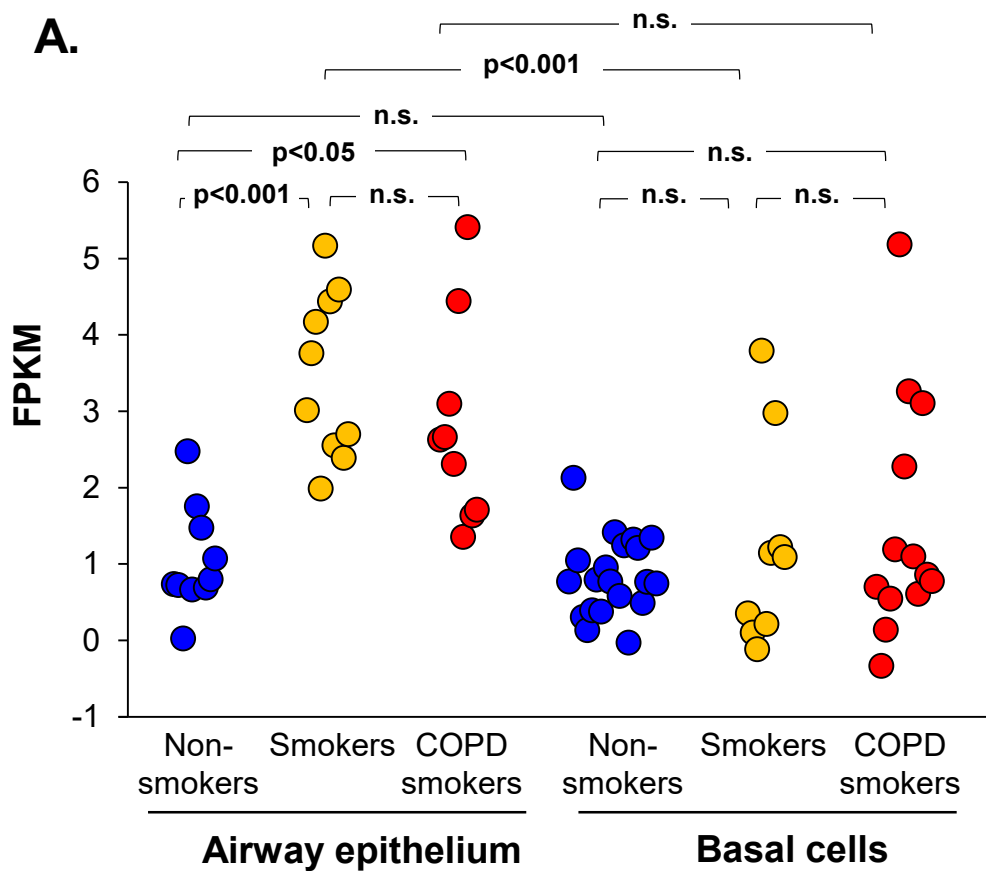 A.
n.s.
p<0.001
n.s.
p<0.05
n.s.
p<0.001
n.s.
n.s.
n.s.
6
5
4
3
2
1
0
-1
FPKM
Non-
smokers
Smokers
COPD
smokers
Non-
smokers
Smokers
COPD
smokers
Airway epithelium
Basal cells